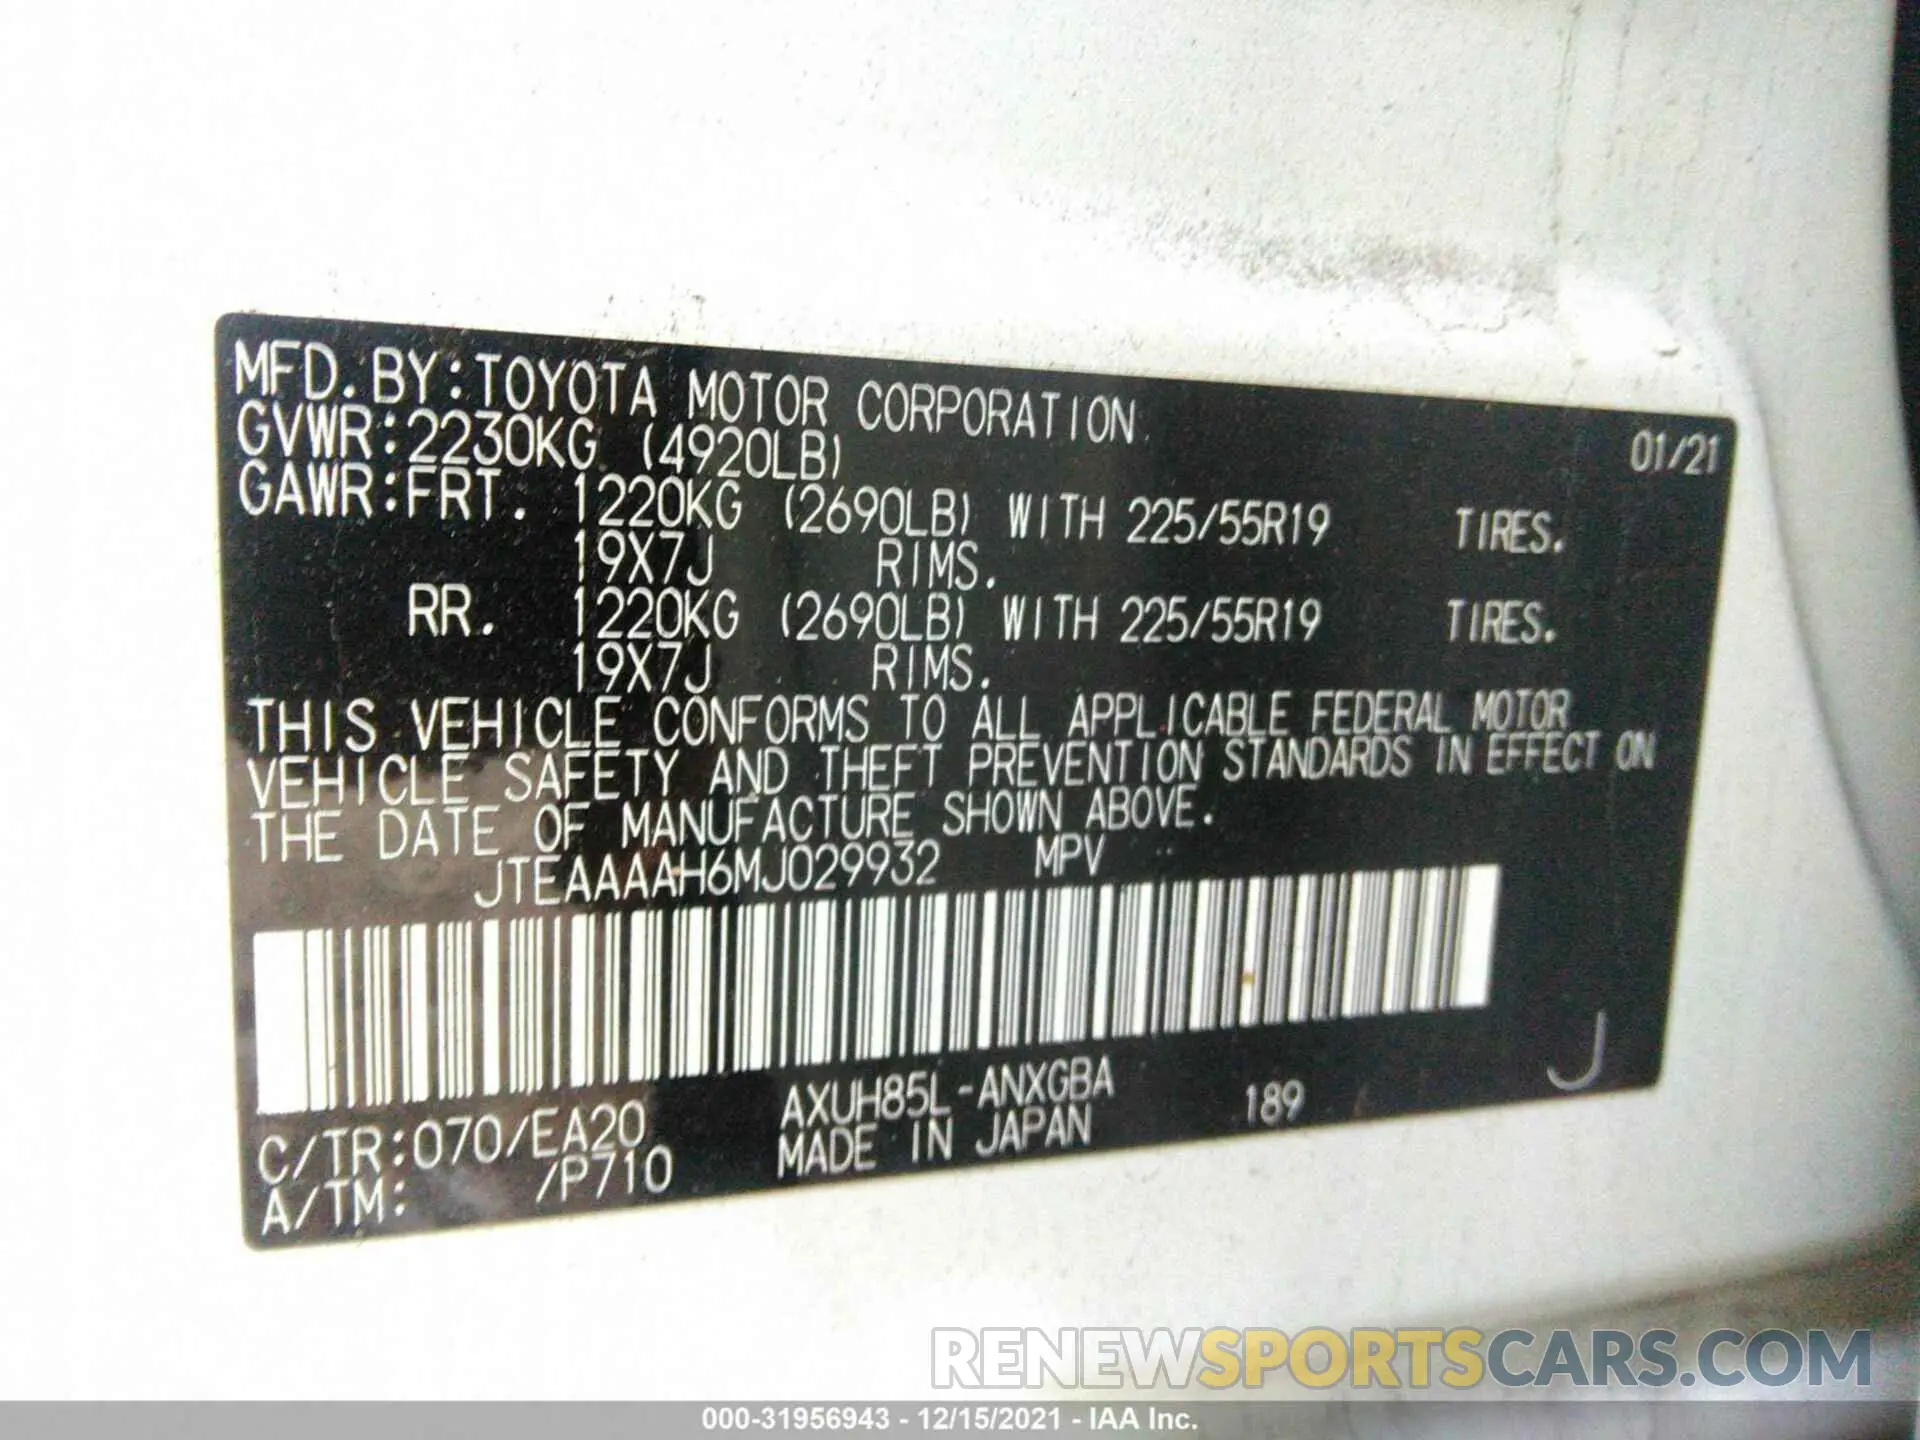 MFD.BY:TOYOTA MOTOR CORPORATION 01/21
GVWR:2230KG (4920LB)
GAWR:FRT. 1220KG (2690LB) WITH 225/55R19 TIRES.
19X7J RIMS.
RR. 1220KG (2690LB) WITH 225/55R19 TIRES.
19X7J RIMS.
THIS VEHICLE CONFORMS TO ALL APPLICABLE FEDERAL MOTOR
VEHICLE SAFETY AND THEFT PREVENTION STANDARDS IN EFFECT ON
THE DATE OF MANUFACTURE SHOWN ABOVE.
JTEAAAAH6MJ029932 MPV
C/TR:070/EA20 AXUH85L-ANXGBA 189 J
A/TM: /P710 MADE IN JAPAN
RENEWSPORTSCARS.COM
000-31956943 - 12/15/2021 - IAA Inc.